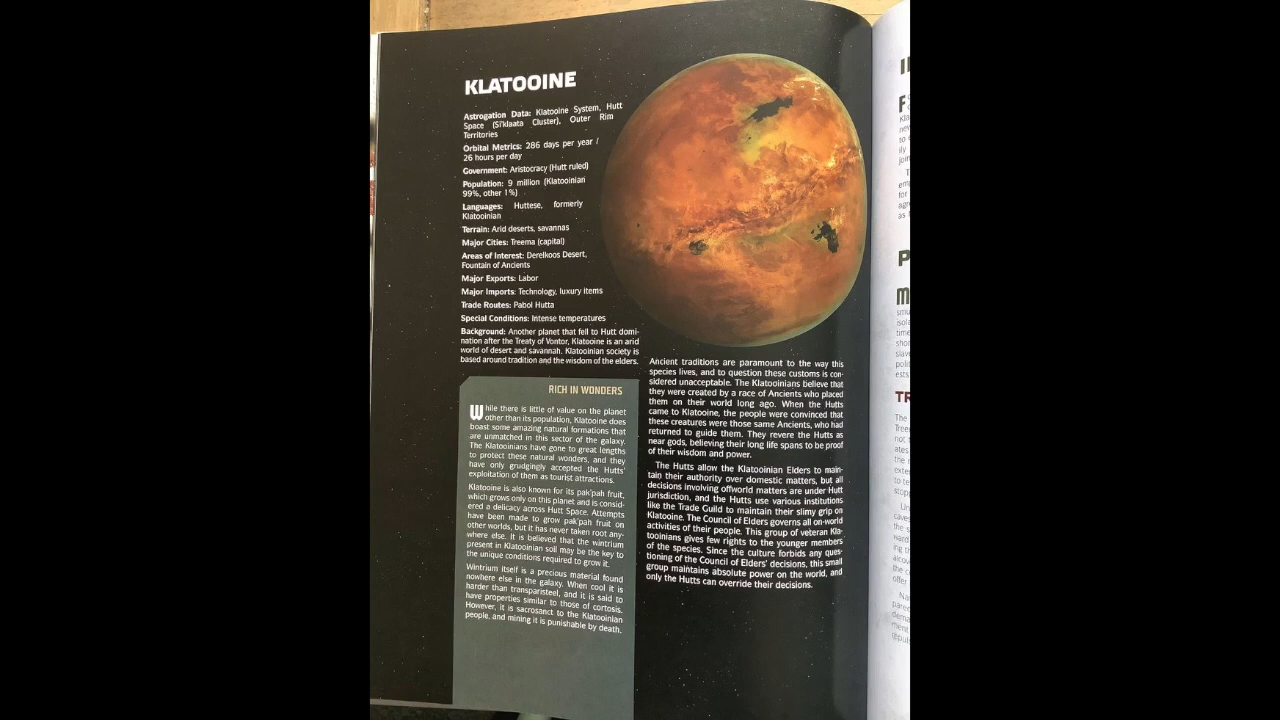 KLATOOINE
Astrogation Data: Klatooine System, Hutt
Space (Si'klaata Cluster), Outer Rim
Territories
Orbital Metrics: 286 days per year /
26 hours per day
Government: Aristocracy (Hutt ruled)
Population: 9 million (Klatooinian
99%, other 1%)
Languages: Huttese, formerly
Klatooinian
Terrain: Arid deserts, savannas
Major Cities: Treema (capital)
Areas of Interest: Derelkoos Desert,
Fountain of Ancients
Major Exports: Labor
Major Imports: Technology, luxury items
Trade Routes: Pabol Hutta
Special Conditions: Intense temperatures
Background: Another planet that fell to Hutt domi-
nation after the Treaty of Vontor, Klatooine is an arid
world of desert and savannah. Klatooinian society is
based around tradition and the wisdom of the elders.
RICH IN WONDERS
While there is little of value on the planet
other than its population, Klatooine does
boast some amazing natural formations that
are unmatched in this sector of the galaxy.
The Klatooinians have gone to great lengths
to protect these natural wonders, and they
have only grudgingly accepted the Hutts'
exploitation of them as tourist attractions.
Klatooine is also known for its pak'pah fruit,
which grows only on this planet and is consid-
ered a delicacy across Hutt Space. Attempts
have been made to grow pak'pah fruit on
other worlds, but it has never taken root any-
where else. It is believed that the wintrium
present in Klatooinian soil may be the key to
the unique conditions required to grow it.
Wintrium itself is a precious material found
nowhere else in the galaxy. When cool it is
harder than transparisteel, and it is said to
have properties similar to those of cortosis.
However, it is sacrosanct to the Klatooinian
people, and mining it is punishable by death.
Ancient traditions are paramount to the way this
species lives, and to question these customs is con-
sidered unacceptable. The Klatooinians believe that
they were created by a race of Ancients who placed
them on their world long ago. When the Hutts
came to Klatooine, the people were convinced that
these creatures were those same Ancients, who had
returned to guide them. They revere the Hutts as
near gods, believing their long life spans to be proof
of their wisdom and power.
The Hutts allow the Klatooinian Elders to main-
tain their authority over domestic matters, but all
decisions involving offworld matters are under Hutt
jurisdiction, and the Hutts use various institutions
like the Trade Guild to maintain their slimy grip on
Klatooine. The Council of Elders governs all on-world
activities of their people. This group of veteran Kla-
tooinians gives few rights to the younger members
of the species. Since the culture forbids any ques-
tioning of the Council of Elders' decisions, this small
group maintains absolute power on the world, and
only the Hutts can override their decisions.